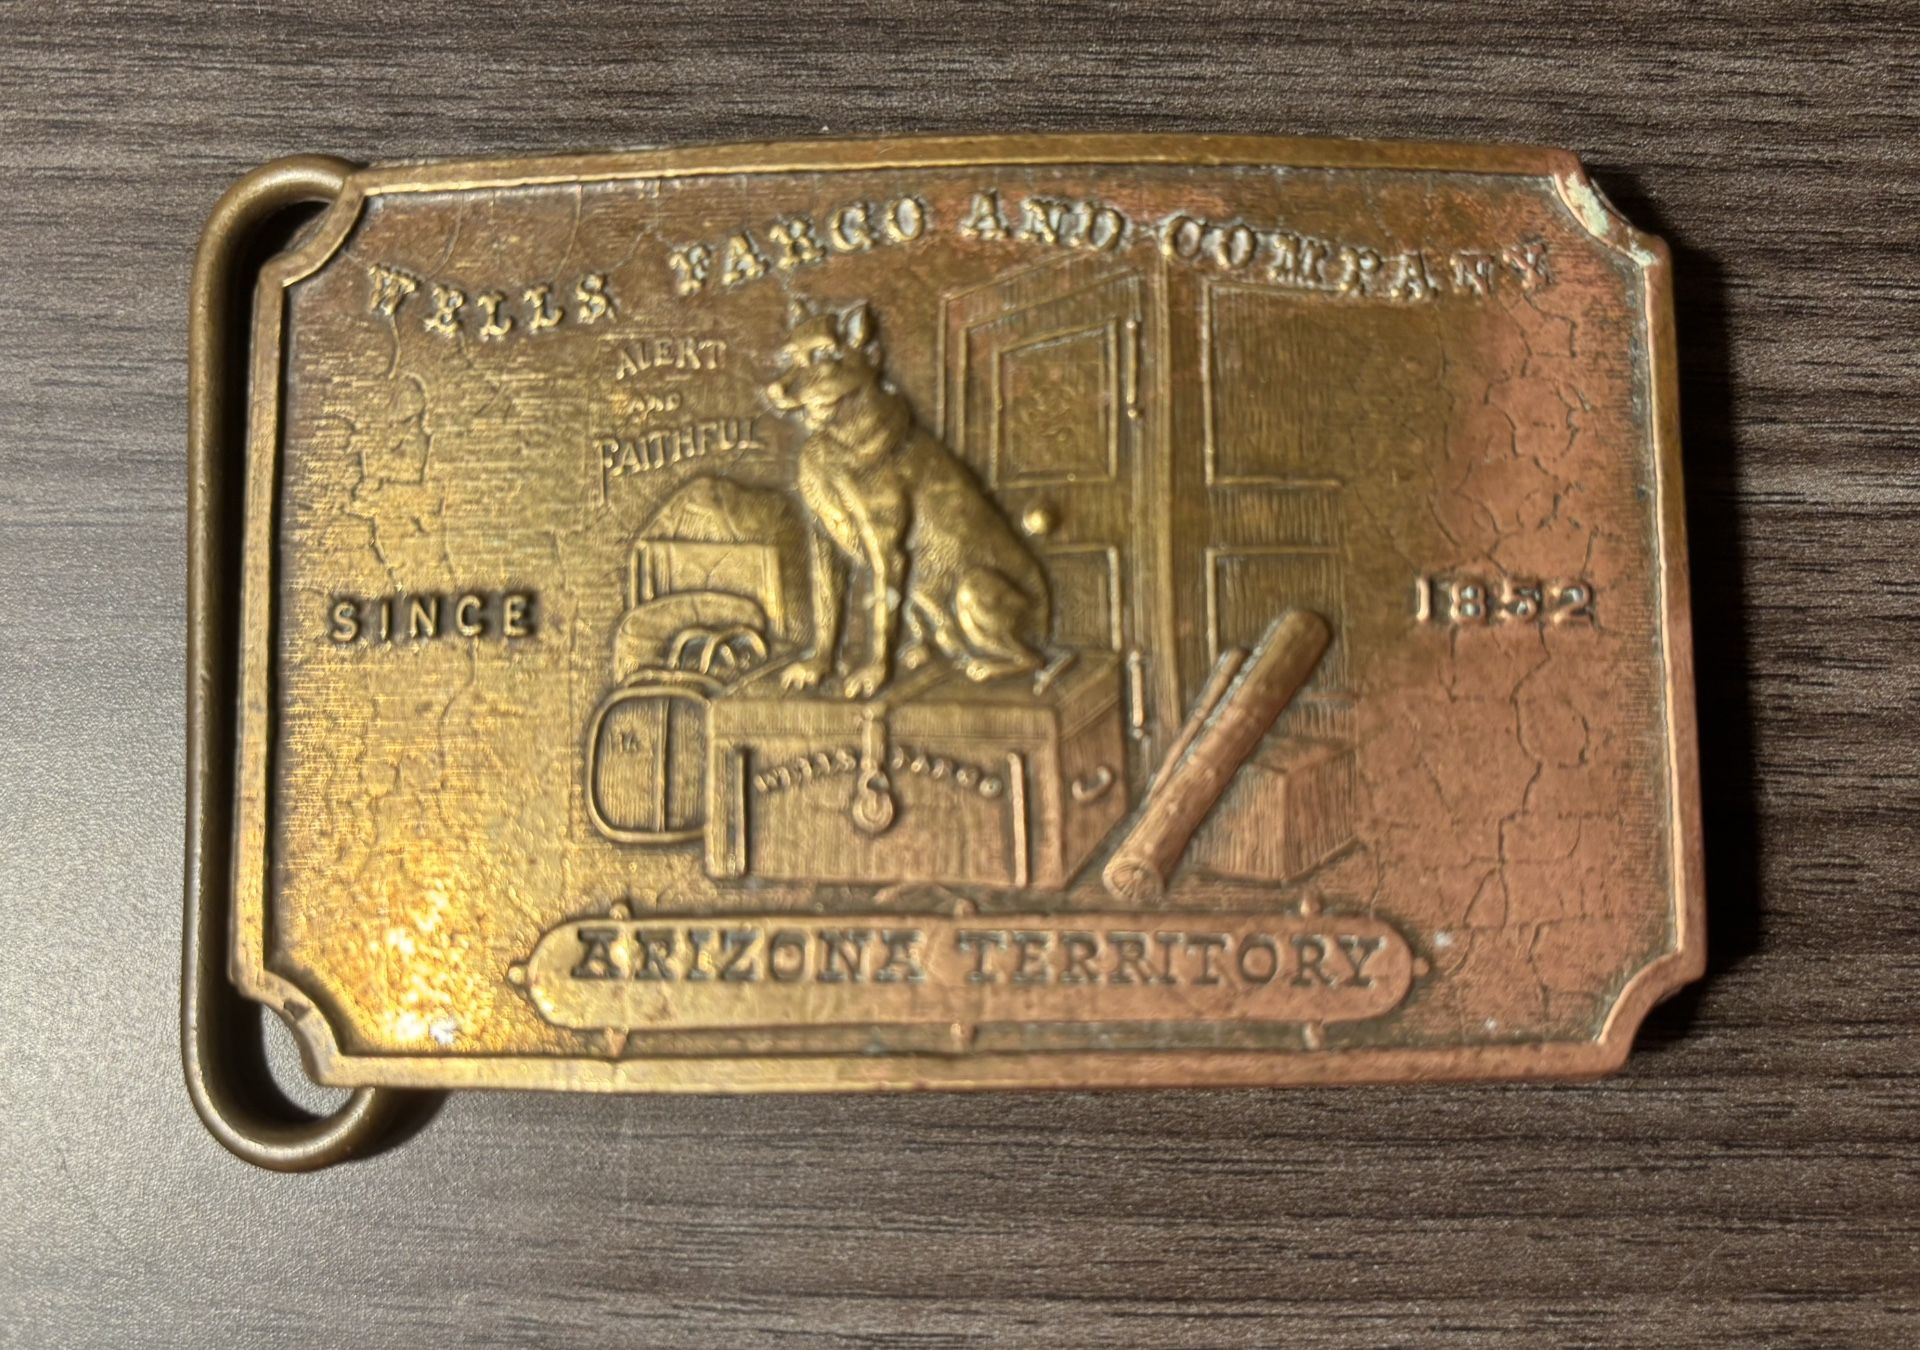 WELLS FARGO AND COMPANY
ALERT
AND
FAITHFUL
SINCE
1852
WELLS FARGO
ARIZONA TERRITORY